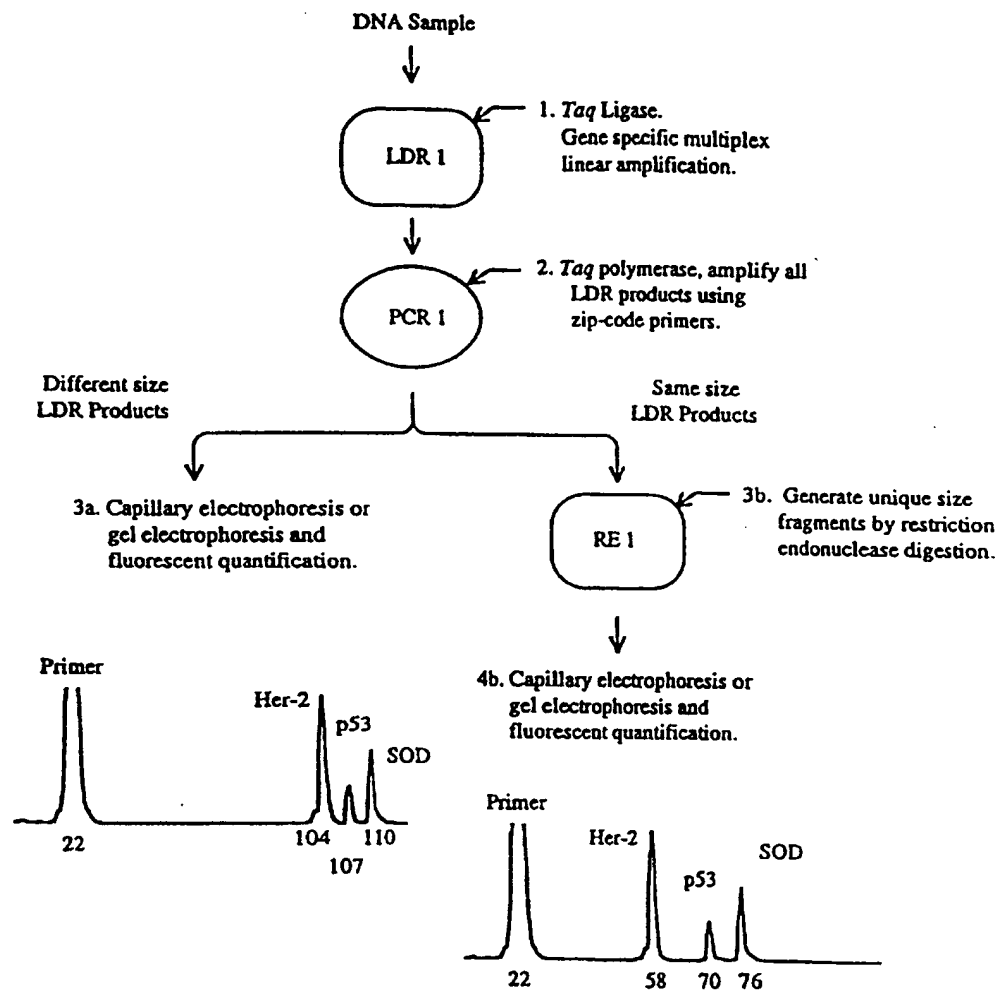 DNA Sample
LDR 1
1. Taq Ligase.
Gene specific multiplex
linear amplification.
PCR 1
2. Taq polymerase, amplify all
LDR products using
zip-code primers.
Different size
LDR Products
Same size
LDR Products
3a. Capillary electrophoresis or
gel electrophoresis and
fluorescent quantification.
RE 1
3b. Generate unique size
fragments by restriction
endonuclease digestion.
4b. Capillary electrophoresis or
gel electrophoresis and
fluorescent quantification.
Primer
Her-2
p53
SOD
22
104
110
107
Primer
Her-2
p53
SOD
22
58
70
76